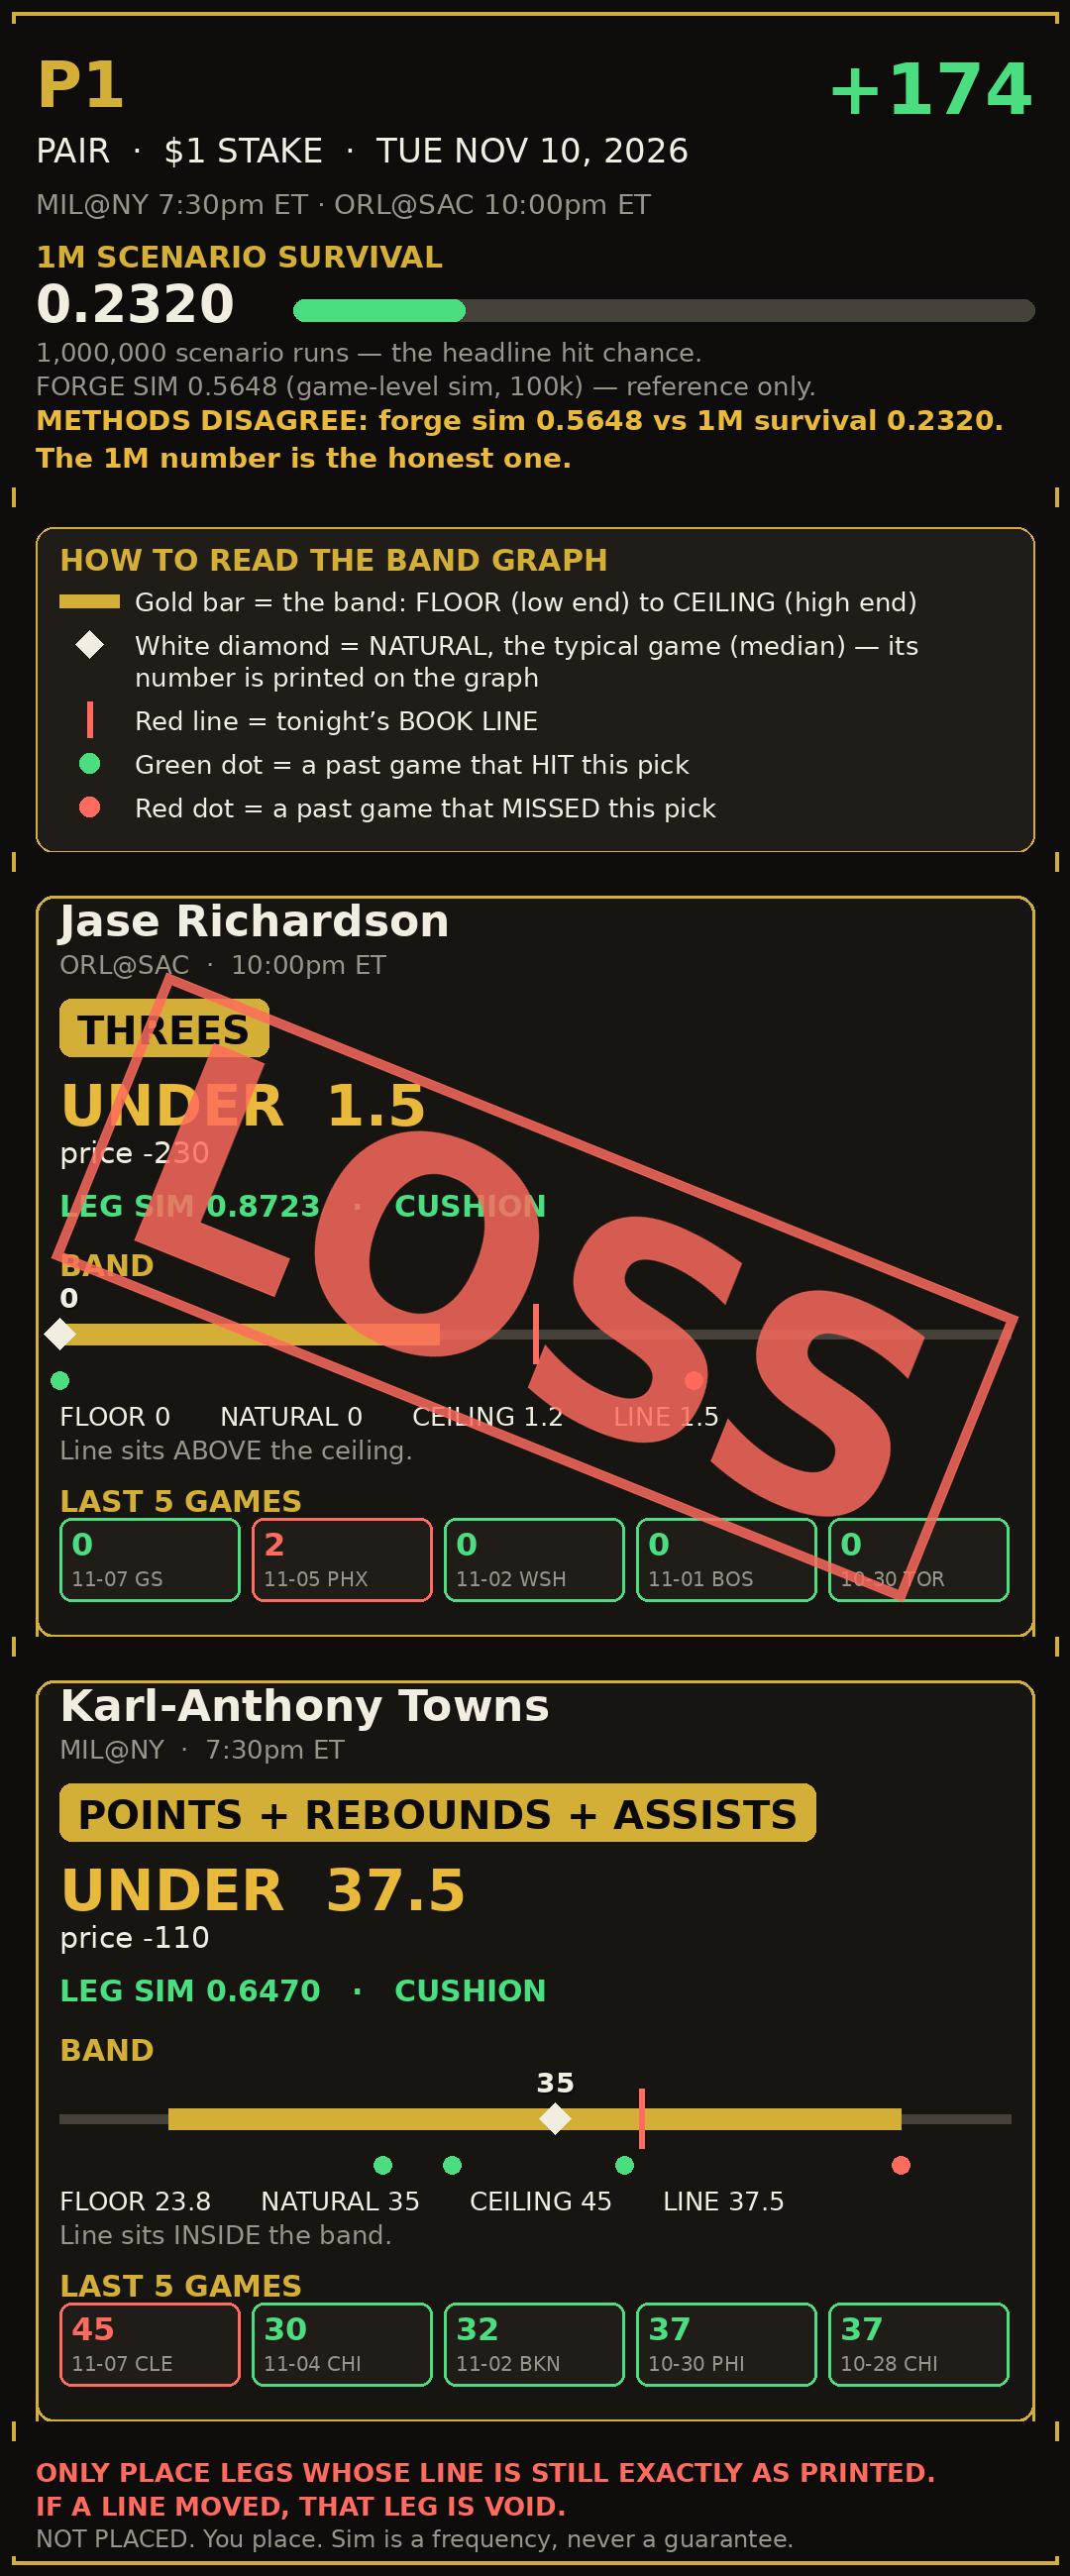 P1
+174
PAIR · $1 STAKE · TUE NOV 10, 2026
MIL@NY 7:30pm ET · ORL@SAC 10:00pm ET
1M SCENARIO SURVIVAL
0.2320
1,000,000 scenario runs — the headline hit chance.
FORGE SIM 0.5648 (game-level sim, 100k) — reference only.
METHODS DISAGREE: forge sim 0.5648 vs 1M survival 0.2320.
The 1M number is the honest one.
HOW TO READ THE BAND GRAPH
Gold bar = the band: FLOOR (low end) to CEILING (high end)
White diamond = NATURAL, the typical game (median) — its
number is printed on the graph
Red line = tonight’s BOOK LINE
Green dot = a past game that HIT this pick
Red dot = a past game that MISSED this pick
Jase Richardson
ORL@SAC · 10:00pm ET
THREES
UNDER 1.5
price -230
LEG SIM 0.8723 · CUSHION
LOSS
BAND
0
FLOOR 0 NATURAL 0 CEILING 1.2 LINE 1.5
Line sits ABOVE the ceiling.
LAST 5 GAMES
0 2 0 0 0
11-07 GS 11-05 PHX 11-02 WSH 11-01 BOS 10-30 TOR
Karl-Anthony Towns
MIL@NY · 7:30pm ET
POINTS + REBOUNDS + ASSISTS
UNDER 37.5
price -110
LEG SIM 0.6470 · CUSHION
BAND
35
FLOOR 23.8 NATURAL 35 CEILING 45 LINE 37.5
Line sits INSIDE the band.
LAST 5 GAMES
45 30 32 37 37
11-07 CLE 11-04 CHI 11-02 BKN 10-30 PHI 10-28 CHI
ONLY PLACE LEGS WHOSE LINE IS STILL EXACTLY AS PRINTED.
IF A LINE MOVED, THAT LEG IS VOID.
NOT PLACED. You place. Sim is a frequency, never a guarantee.